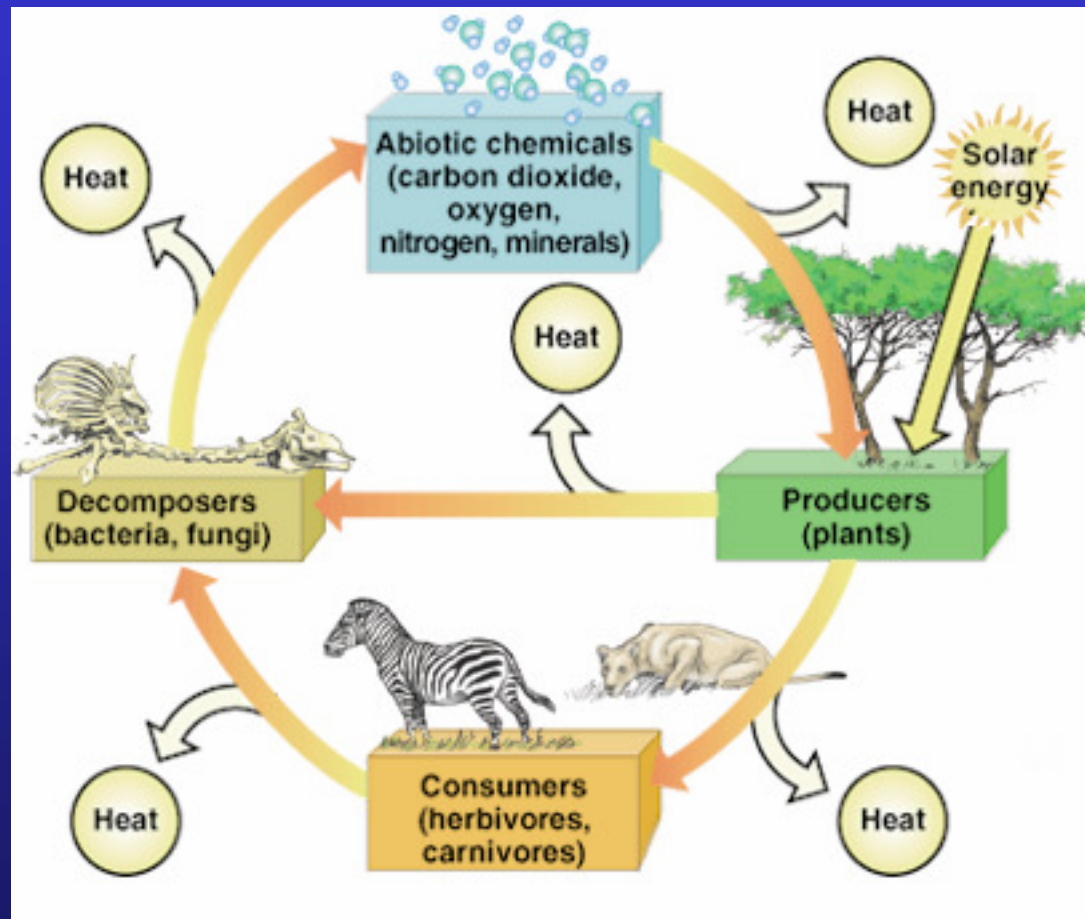 Abiotic chemicals
(carbon dioxide,
oxygen,
nitrogen, minerals)
Heat
Solar
energy
Heat
Heat
Decomposers
(bacteria, fungi)
Producers
(plants)
Consumers
(herbivores,
carnivores)
Heat
Heat